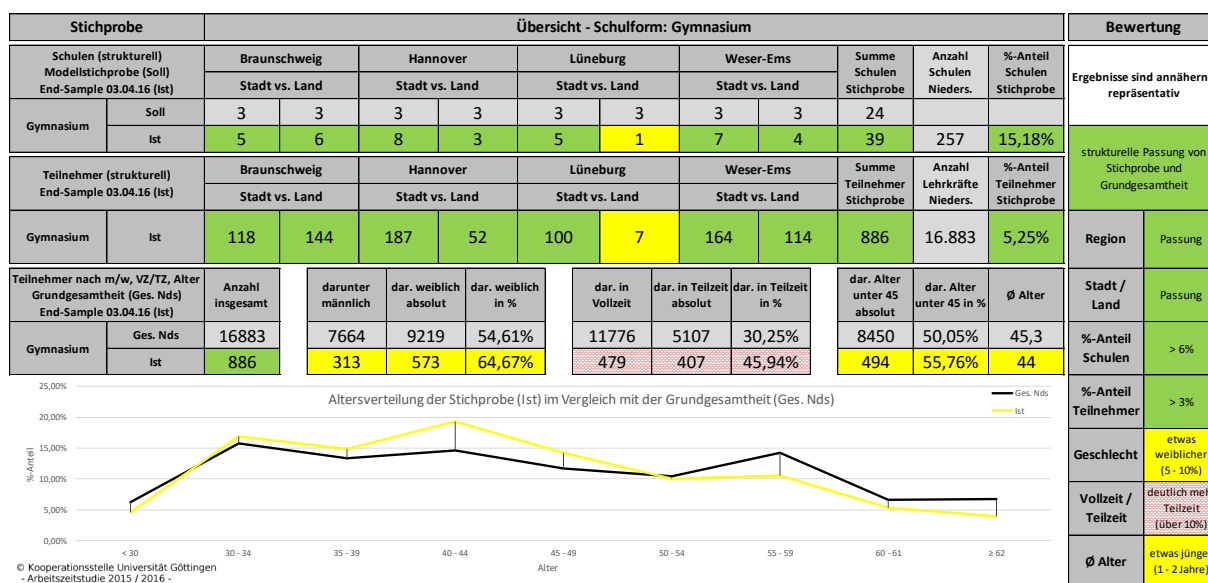 Stichprobe Übersicht - Schulform: Gymnasium Bewertung
Schulen (strukturell)
Modellstichprobe (Soll)
End-Sample 03.04.16 (Ist)
Braunschweig Hannover Lüneburg Weser-Ems
Stadt vs. Land Stadt vs. Land Stadt vs. Land Stadt vs. Land
Summe
Schulen
Stichprobe
Anzahl
Schulen
Nieders.
%-Anteil
Schulen
Stichprobe
Gymnasium
Soll 3 3 3 3 3 3 3 3 24
Ist 5 6 8 3 5 1 7 4 39 257 15,18%
Teilnehmer (strukturell)
End-Sample 03.04.16 (Ist)
Braunschweig Hannover Lüneburg Weser-Ems
Stadt vs. Land Stadt vs. Land Stadt vs. Land Stadt vs. Land
Summe
Teilnehmer
Stichprobe
Anzahl
Lehrkräfte
Nieders.
%-Anteil
Teilnehmer
Stichprobe
Gymnasium Ist 118 144 187 52 100 7 164 114 886 16.883 5,25%
Teilnehmer nach m/w, VZ/TZ, Alter
Grundgesamtheit (Ges. Nds)
End-Sample 03.04.16 (Ist)
Anzahl
insgesamt
darunter
männlich
dar. weiblich
absolut
dar. weiblich
in %
dar. in
Vollzeit
dar. in Teilzeit
absolut
dar. in Teilzeit
in %
dar. Alter
unter 45
absolut
dar. Alter
unter 45 in %
Ø Alter
Gymnasium
Ges. Nds 16883 7664 9219 54,61% 11776 5107 30,25% 8450 50,05% 45,3
Ist 886 313 573 64,67% 479 407 45,94% 494 55,76% 44
Ergebnisse sind annähern
repräsentativ
strukturelle Passung von
Stichprobe und
Grundgesamtheit
Region Passung
Stadt /
Land
Passung
%-Anteil
Schulen
> 6%
%-Anteil
Teilnehmer
> 3%
Geschlecht
etwas
weiblicher
(5 - 10%)
Vollzeit /
Teilzeit
deutlich meh
Teilzeit
(über 10%)
Ø Alter
etwas jünge
(1 - 2 Jahre)
Altersverteilung der Stichprobe (Ist) im Vergleich mit der Grundgesamtheit (Ges. Nds)
Ges. Nds
Ist
%-Anteil
25,00%
20,00%
15,00%
10,00%
5,00%
0,00%
< 30 30 - 34 35 - 39 40 - 44 45 - 49 50 - 54 55 - 59 60 - 61 ≥ 62
Alter
© Kooperationsstelle Universität Göttingen
- Arbeitszeitstudie 2015 / 2016 -